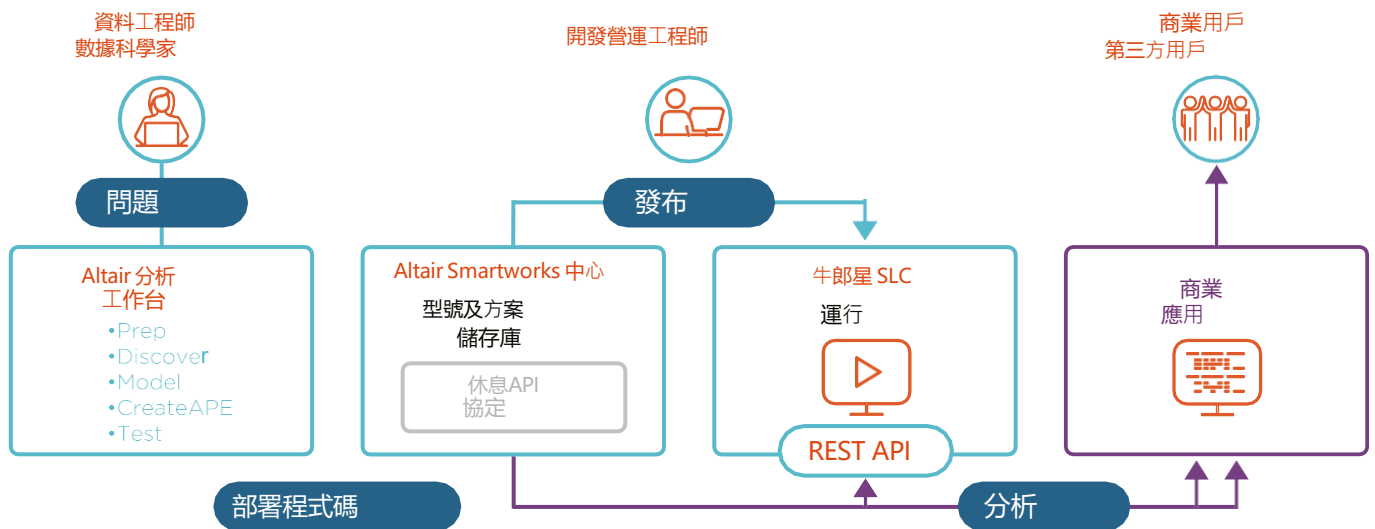 資料工程師
數據科學家
開發營運工程師
商業用戶
第三方用戶
問題
發布
Altair 分析
工作台
•Prep
•Discover
•Model
•CreateAPE
•Test
Altair Smartworks 中心
型號及方案
儲存庫
休息API
協定
牛郎星 SLC
運行
REST API
商業
應用
部署程式碼
分析